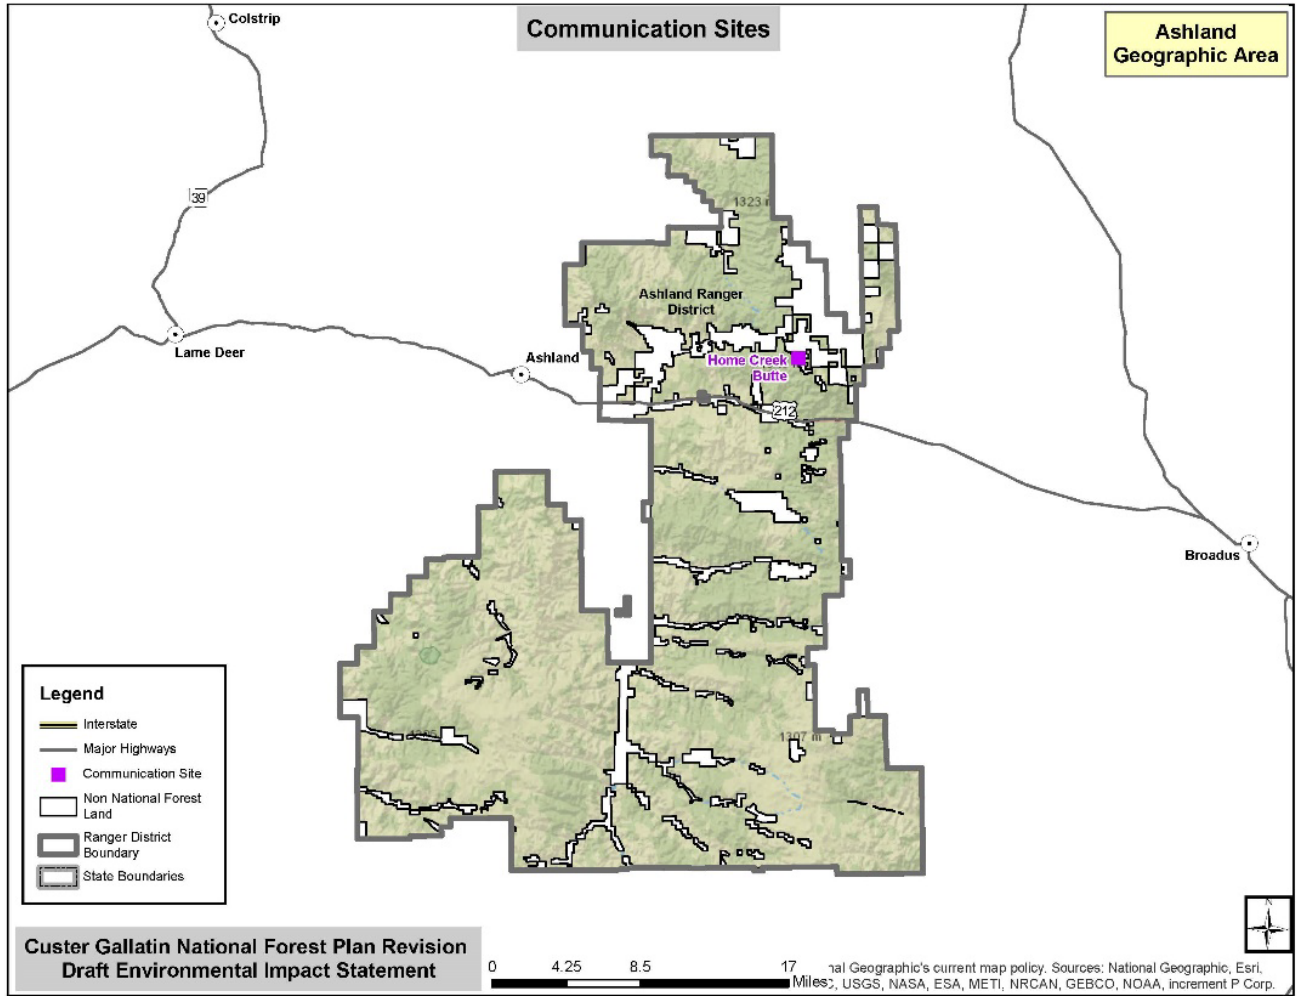 Communication Sites
Ashland
Geographic Area
Colstrip
39
Lame Deer
Ashland
1323 m
Ashland Ranger
District
Home Creek
Butte
212
Broadus
1307 m
Legend
Interstate
Major Highways
Communication Site
Non National Forest
Land
Ranger District
Boundary
State Boundaries
N
Custer Gallatin National Forest Plan Revision
Draft Environmental Impact Statement
0 4.25 8.5 17
Miles
nal Geographic's current map policy. Sources: National Geographic, Esri,
, USGS, NASA, ESA, METI, NRCAN, GEBCO, NOAA, increment P Corp.